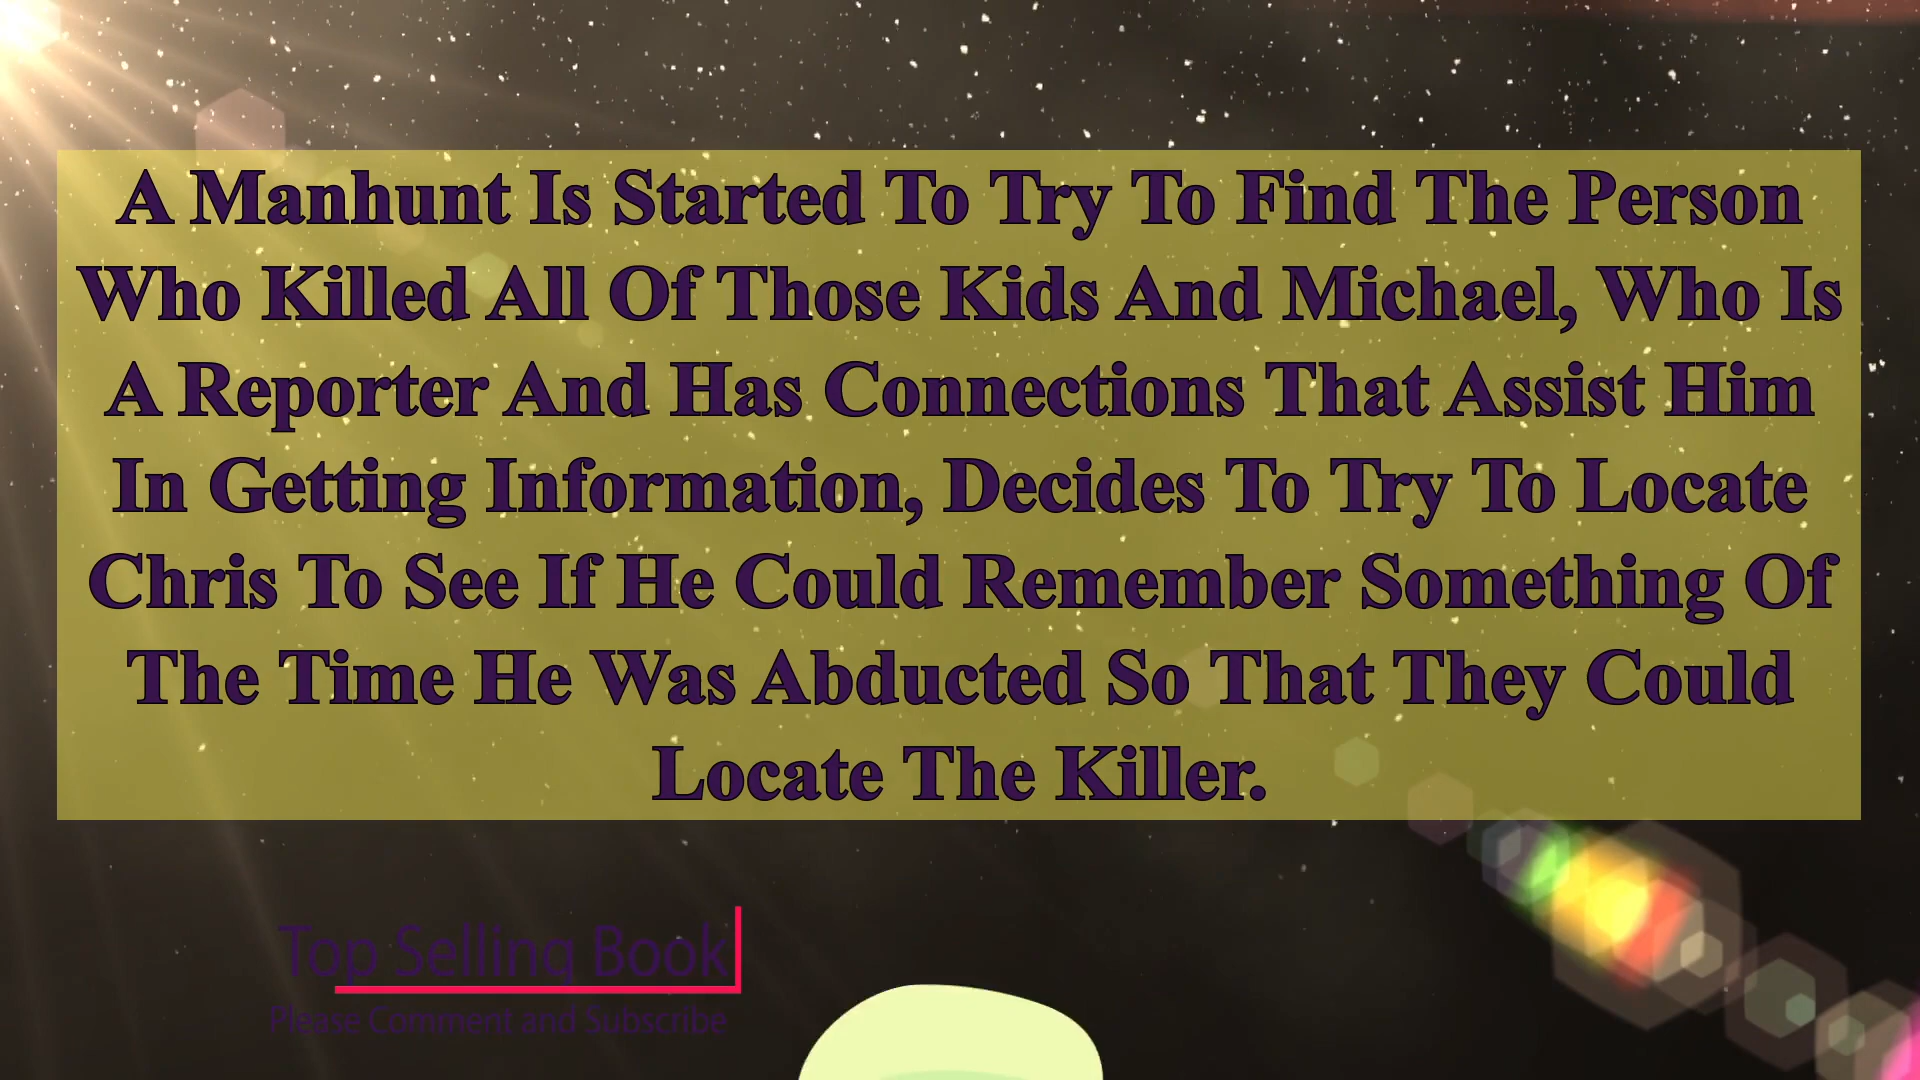 A Manhunt Is Started To Try To Find The Person
Who Killed All Of Those Kids And Michael, Who Is
A Reporter And Has Connections That Assist Him
In Getting Information, Decides To Try To Locate
Chris To See If He Could Remember Something Of
The Time He Was Abducted So That They Could
Locate The Killer.
Top Selling Book
Please Comment and Subscribe